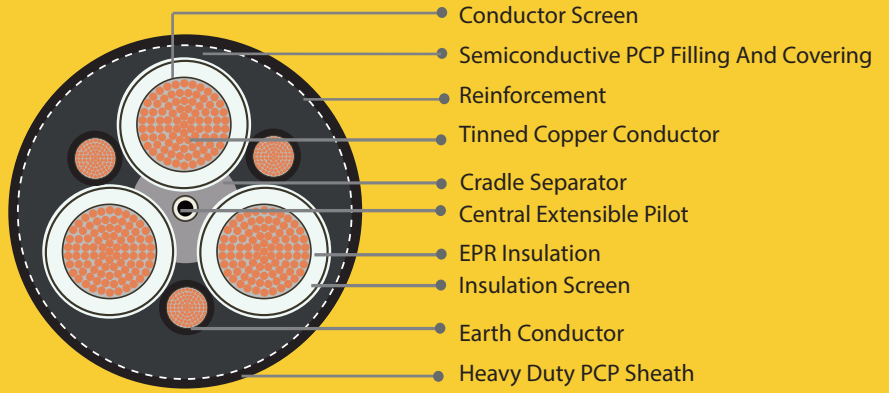 Conductor Screen
Semiconductive PCP Filling And Covering
Reinforcement
Tinned Copper Conductor
Cradle Separator
Central Extensible Pilot
EPR Insulation
Insulation Screen
Earth Conductor
Heavy Duty PCP Sheath